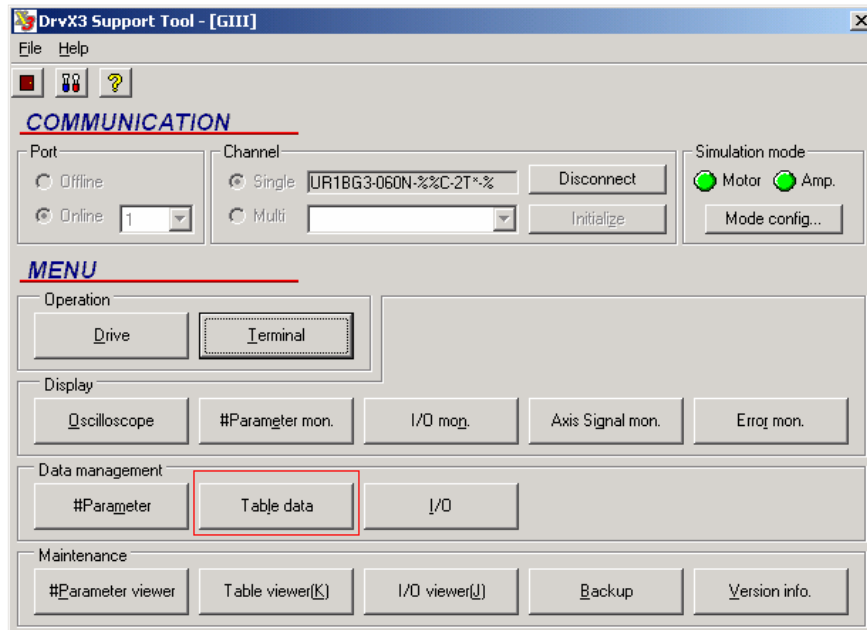 DrvX3 Support Tool - [GIII]
File Help
COMMUNICATION
Port
Offline
Online 1
Channel
Single UR1BG3-060N-%%C-2T*-% Disconnect
Multi Initialize
Simulation mode
Motor Amp.
Mode config...
MENU
Operation
Drive Terminal
Display
Oscilloscope #Parameter mon. I/O mon. Axis Signal mon. Error mon.
Data management
#Parameter Table data I/O
Maintenance
#Parameter viewer Table viewer(K) I/O viewer(J) Backup Version info.